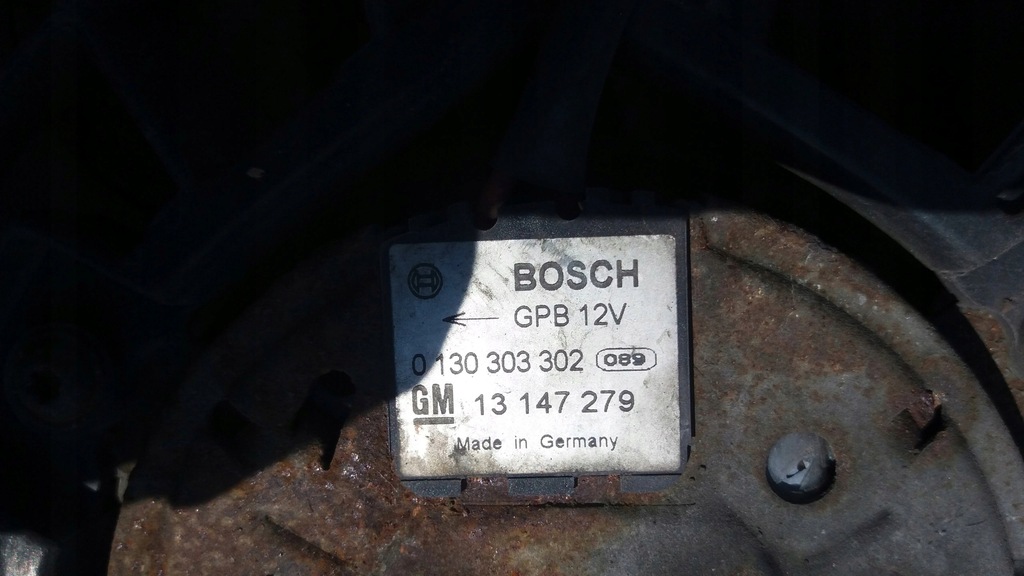 BOSCH
GPB 12V
0 130 303 302 089
GM 13 147 279
Made in Germany